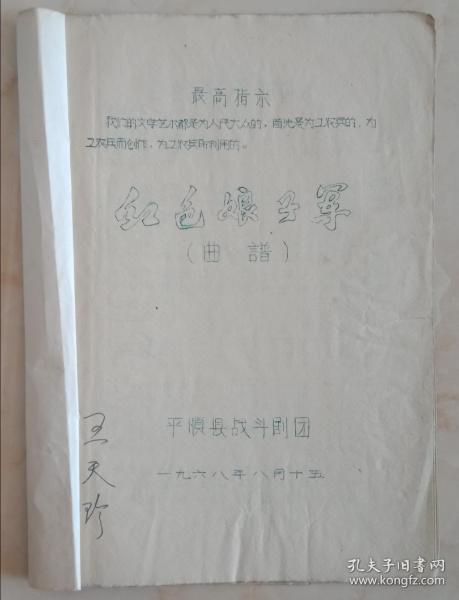 最高指示
我们的文学艺术都是为人民大众的，首先是为工农兵的，为
工农兵而创作，为工农兵所利用的。
红色娘子军
（曲譜）
平順县战斗剧团
一九六八年八月十五
王天珍
孔夫子旧书网
www.kongfz.com